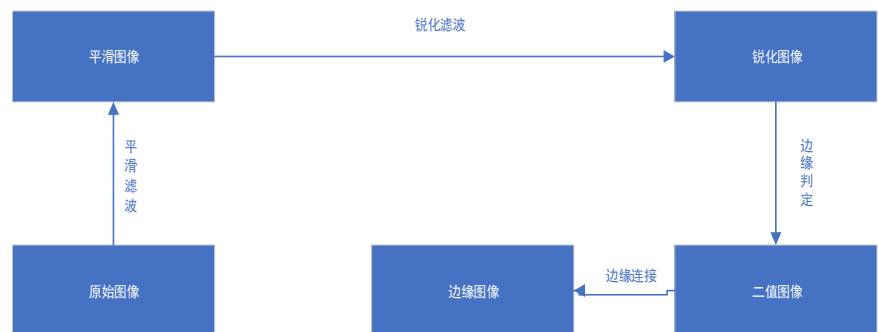 锐化滤波
平滑图像
锐化图像
平滑滤波
边缘判定
边缘连接
原始图像
边缘图像
二值图像